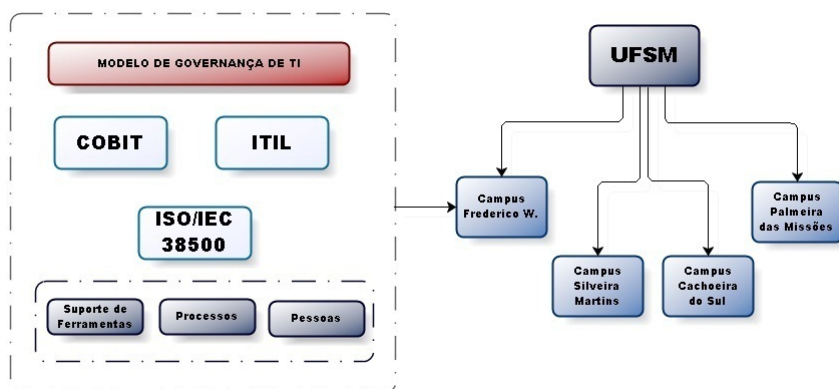 MODELO DE GOVERNANÇA DE TI
COBIT
ITIL
ISO/IEC
38500
Suporte de
Ferramentas
Processos
Pessoas
UFSM
Campus
Frederico W.
Campus
Silveira
Martins
Campus
Cachoeira
do Sul
Campus
Palmeira
das Missões